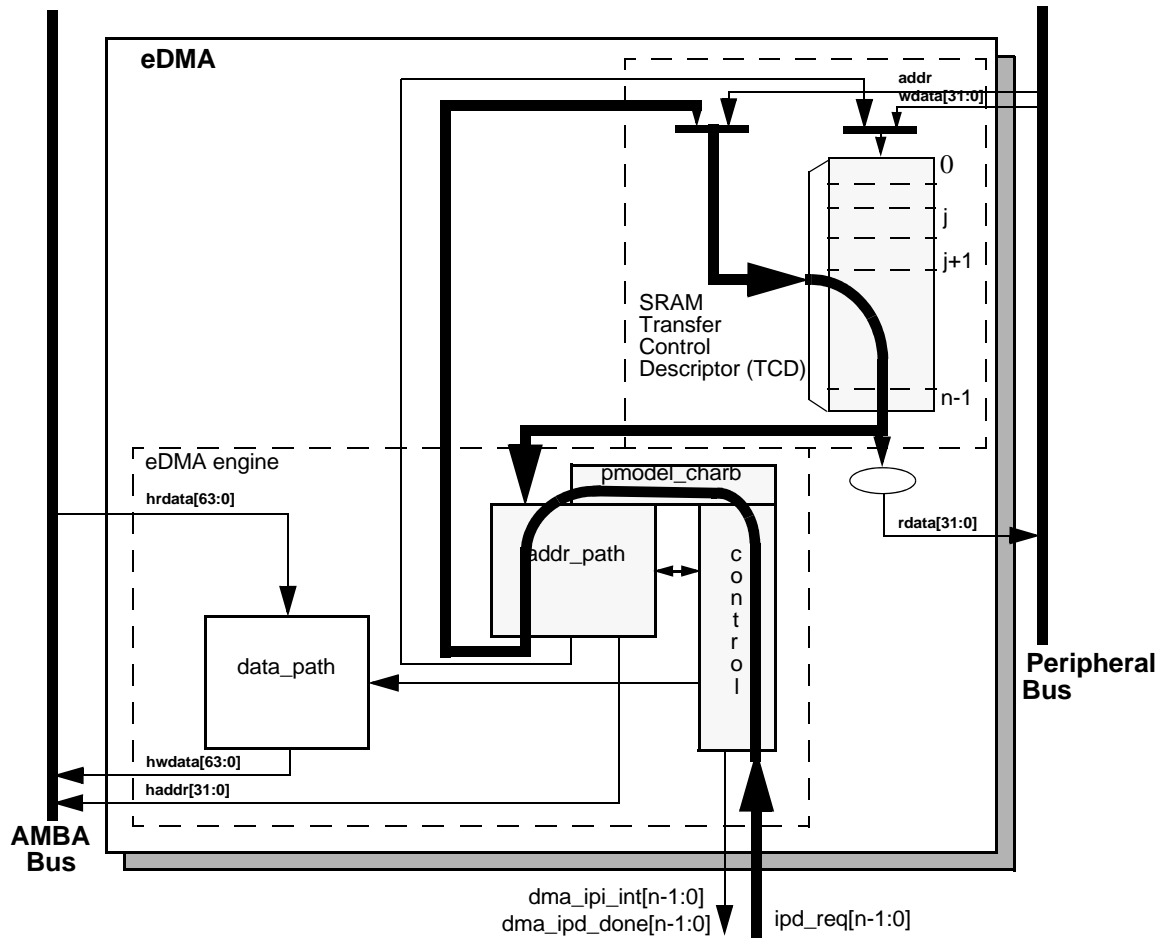 eDMA
addr
wdata[31:0]
0
j
j+1
SRAM
Transfer
Control
Descriptor (TCD)
n-1
eDMA engine
pmodel_charb
hrdata[63:0]
rdata[31:0]
addr_path
c
o
n
t
r
o
l
data_path
Peripheral
Bus
hwdata[63:0]
haddr[31:0]
AMBA
Bus
dma_ipi_int[n-1:0]
dma_ipd_done[n-1:0]
ipd_req[n-1:0]